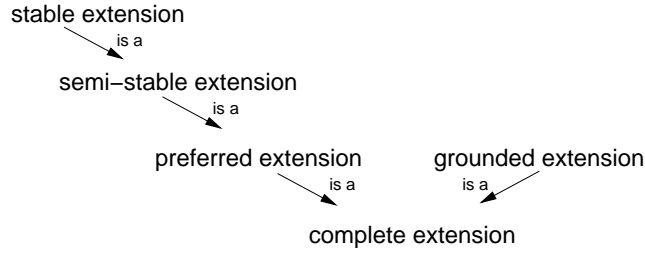 stable extension
is a
semi−stable extension
is a
preferred extension grounded extension
is a is a
complete extension